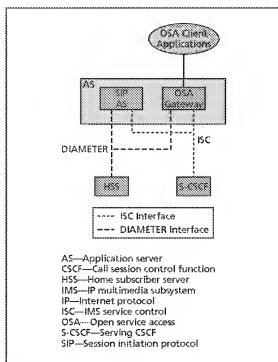 OSA Client
Applications
AS
SIP
AS
OSA
Gateway
ISC
DIAMETER
HSS
S-CSCF
ISC Interface
DIAMETER Interface
AS—Application server
CSCF—Call session control function
HSS—Home subscriber server
IMS—IP multimedia subsystem
IP—Internet protocol
ISC—IMS service control
OSA—Open service access
S-CSCF—Serving CSCF
SIP—Session initiation protocol